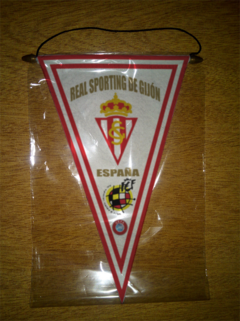 REAL SPORTING DE GIJÓN
ESPAÑA